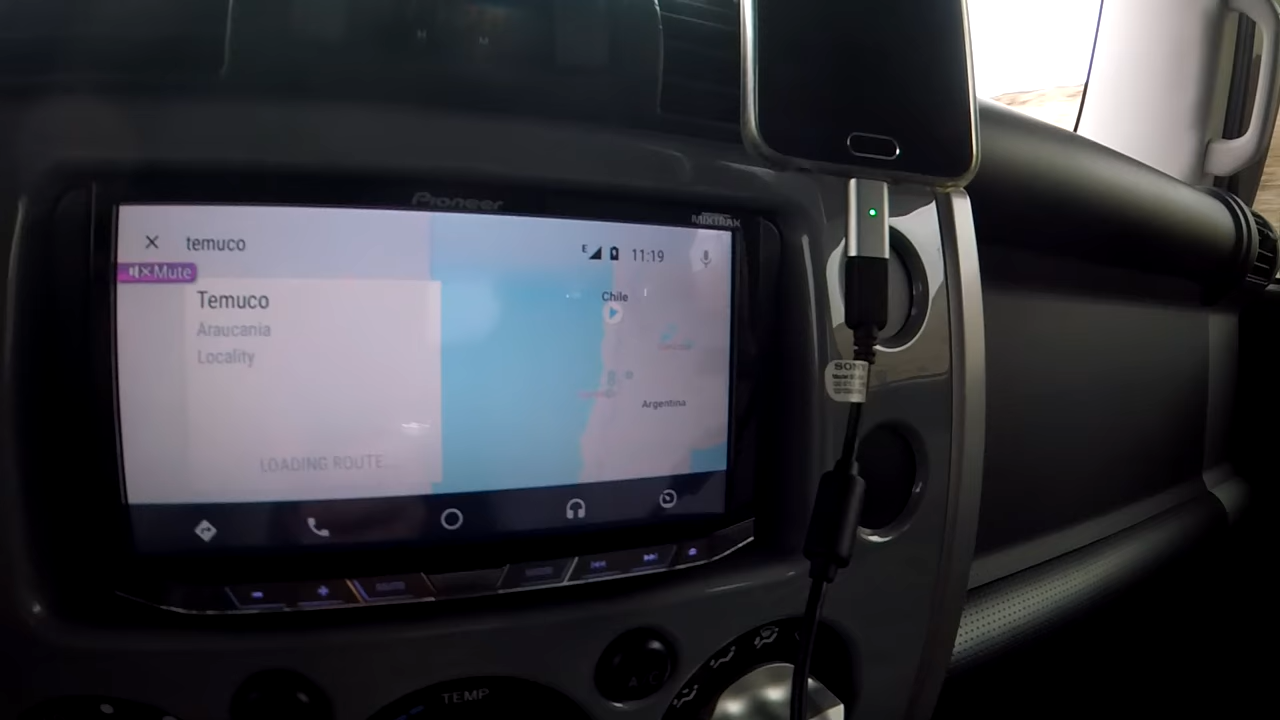 Pioneer
MIXTRAX
temuco
E
11:19
Mute
Temuco
Araucania
Locality
LOADING ROUTE...
Chile
Argentina
SONY
TEMP
A/C